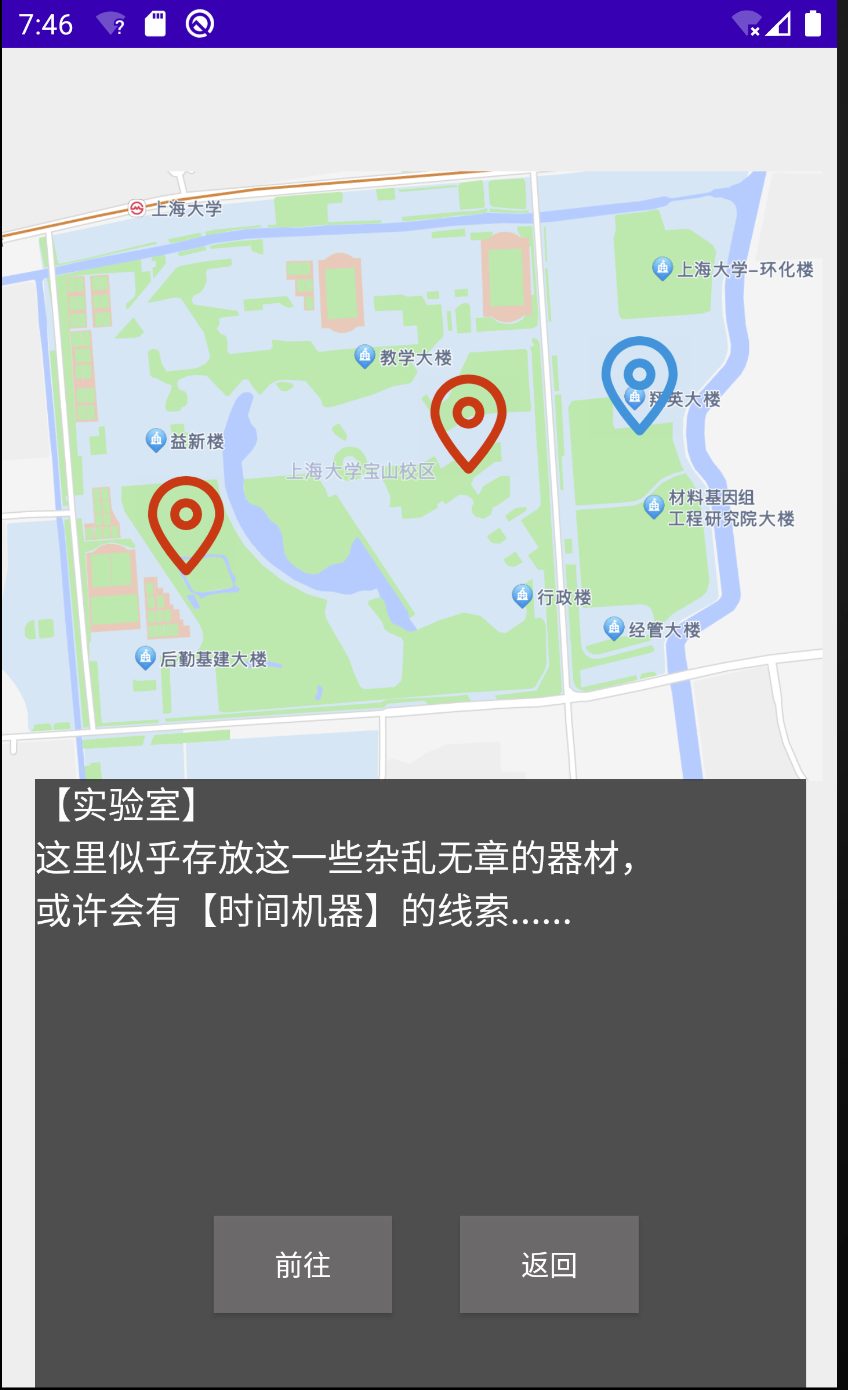 7:46
上海大学
上海大学-环化楼
教学大楼
翔英大楼
益新楼
上海大学宝山校区
材料基因组
工程研究院大楼
行政楼
经管大楼
后勤基建大楼
【实验室】
这里似乎存放这一些杂乱无章的器材，
或许会有【时间机器】的线索......
前往
返回